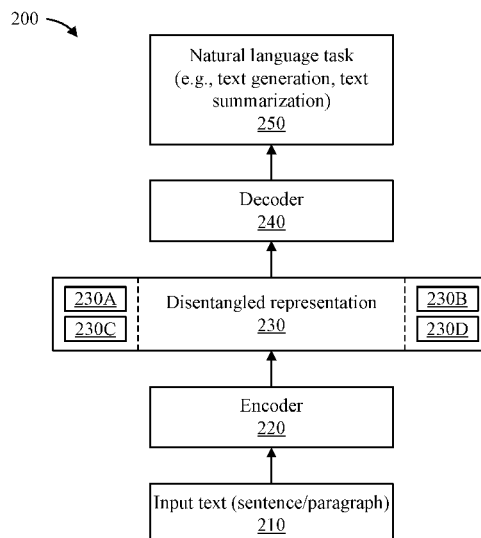 200
Natural language task
(e.g., text generation, text
summarization)
250
Decoder
240
230A
230C
Disentangled representation
230
230B
230D
Encoder
220
Input text (sentence/paragraph)
210